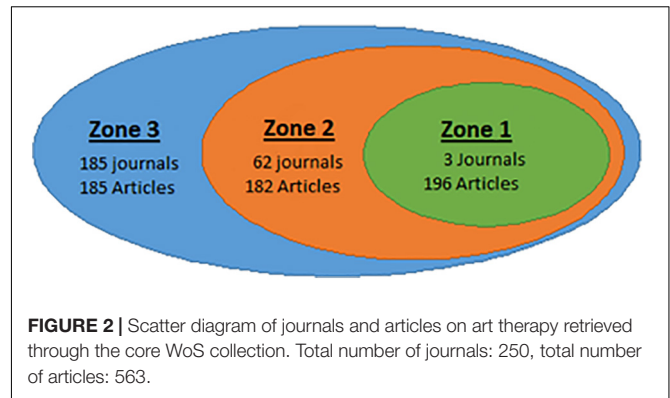 Zone 3
185 journals
185 Articles
Zone 2
62 journals
182 Articles
Zone 1
3 Journals
196 Articles
FIGURE 2 | Scatter diagram of journals and articles on art therapy retrieved
through the core WoS collection. Total number of journals: 250, total number
of articles: 563.